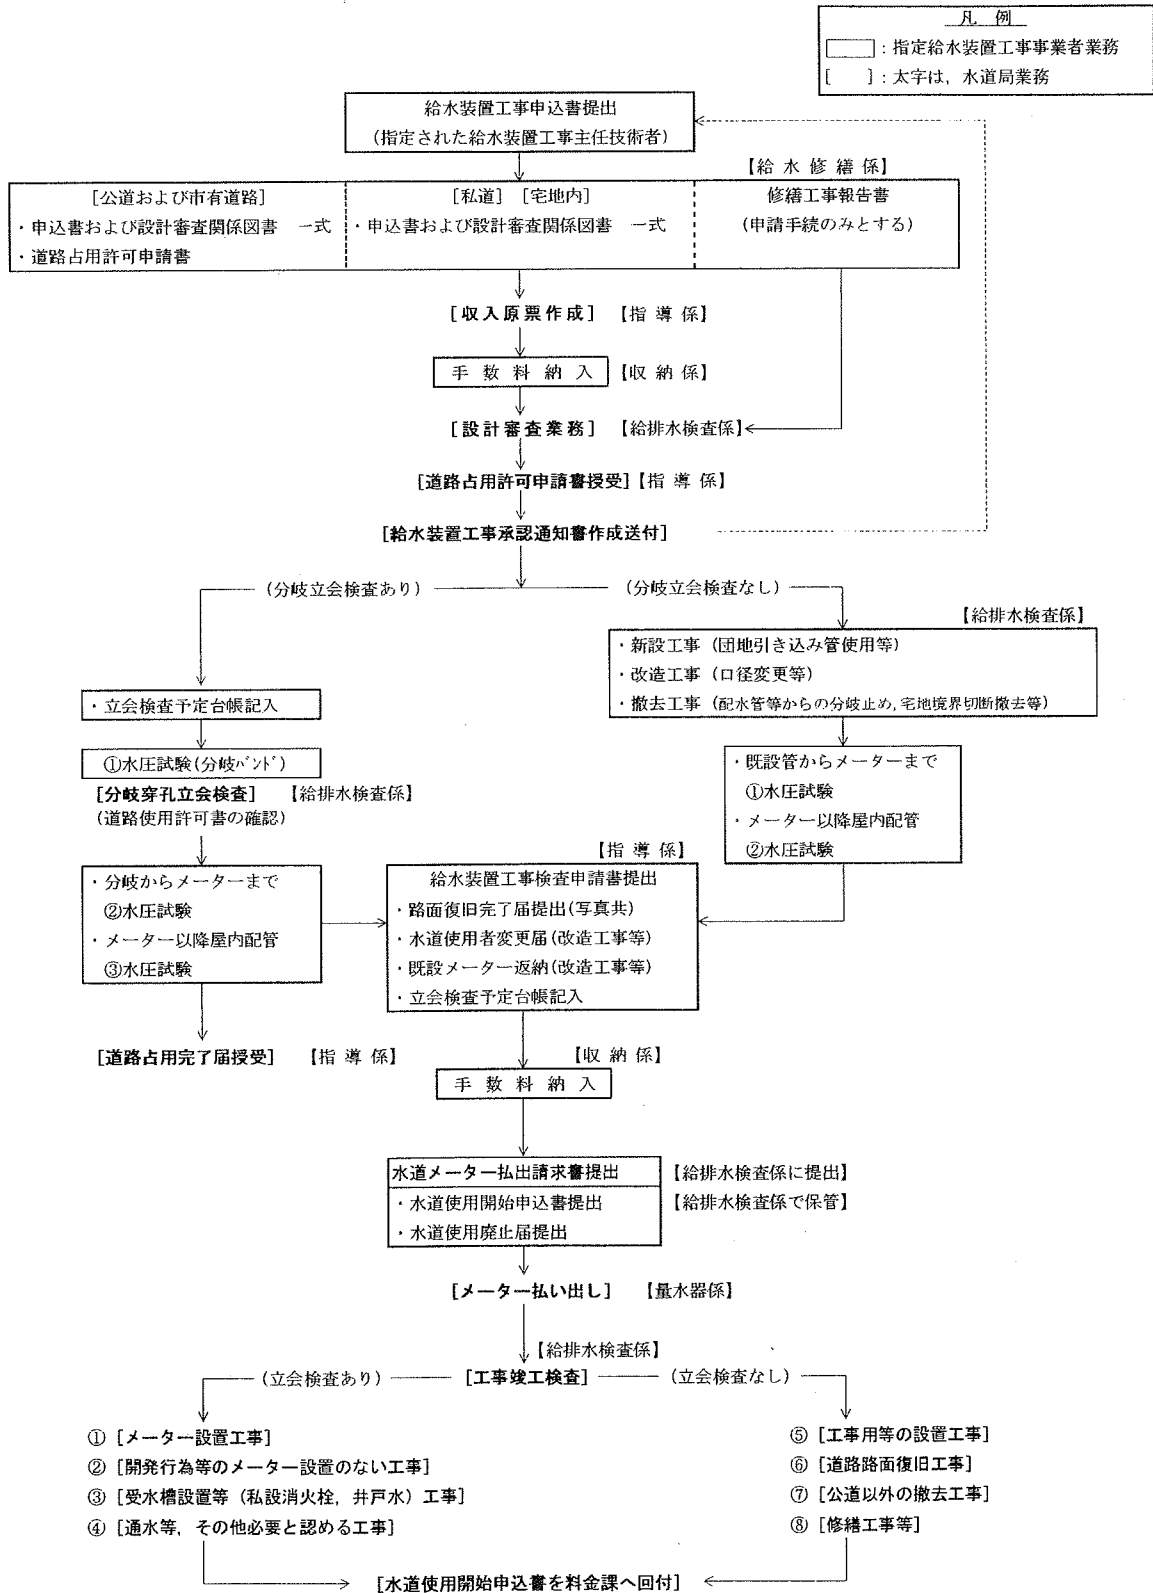 凡 例
：指定給水装置工事事業者業務
[ ]：太字は，水道局業務
給水装置工事申込書提出
(指定された給水装置工事主任技術者)
【給 水 修 繕 係】
[公道および市有道路]
・申込書および設計審査関係図書 一式
・道路占用許可申請書
[私道] [宅地内]
・申込書および設計審査関係図書 一式
修繕工事報告書
(申請手続のみとする)
[収入原票作成] 【指 導 係】
手 数 料 納 入 【収 納 係】
[設計審査業務] 【給排水検査係】
[道路占用許可申請書授受]【指 導 係】
[給水装置工事承認通知書作成送付]
(分岐立会検査あり)
(分岐立会検査なし)
【給排水検査係】
・新設工事 (団地引き込み管使用等)
・改造工事 (口径変更等)
・撤去工事 (配水管等からの分岐止め,宅地境界切断撤去等)
・立会検査予定台帳記入
①水圧試験(分岐ﾊﾞﾝﾄﾞ)
[分岐穿孔立会検査] 【給排水検査係】
(道路使用許可書の確認)
・既設管からメーターまで
①水圧試験
・メーター以降屋内配管
②水圧試験
・分岐からメーターまで
②水圧試験
・メーター以降屋内配管
③水圧試験
【指 導 係】
給水装置工事検査申請書提出
・路面復旧完了届提出(写真共)
・水道使用者変更届(改造工事等)
・既設メーター返納(改造工事等)
・立会検査予定台帳記入
[道路占用完了届授受] 【指 導 係】
【収 納 係】
手 数 料 納 入
水道メーター払出請求書提出 【給排水検査係に提出】
・水道使用開始申込書提出 【給排水検査係で保管】
・水道使用廃止届提出
[メーター払い出し] 【量水器係】
【給排水検査係】
(立会検査あり) [工事竣工検査] (立会検査なし)
① [メーター設置工事]
② [開発行為等のメーター設置のない工事]
③ [受水槽設置等 (私設消火栓，井戸水) 工事]
④ [通水等，その他必要と認める工事]
⑤ [工事用等の設置工事]
⑥ [道路路面復旧工事]
⑦ [公道以外の撤去工事]
⑧ [修繕工事等]
[水道使用開始申込書を料金課へ回付]